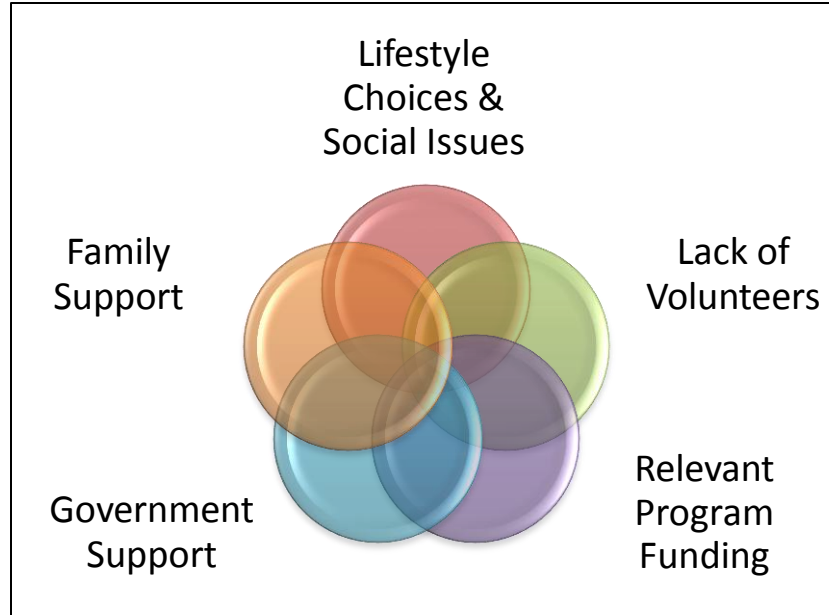 Lifestyle
Choices &
Social Issues
Family
Support
Lack of
Volunteers
Government
Support
Relevant
Program
Funding